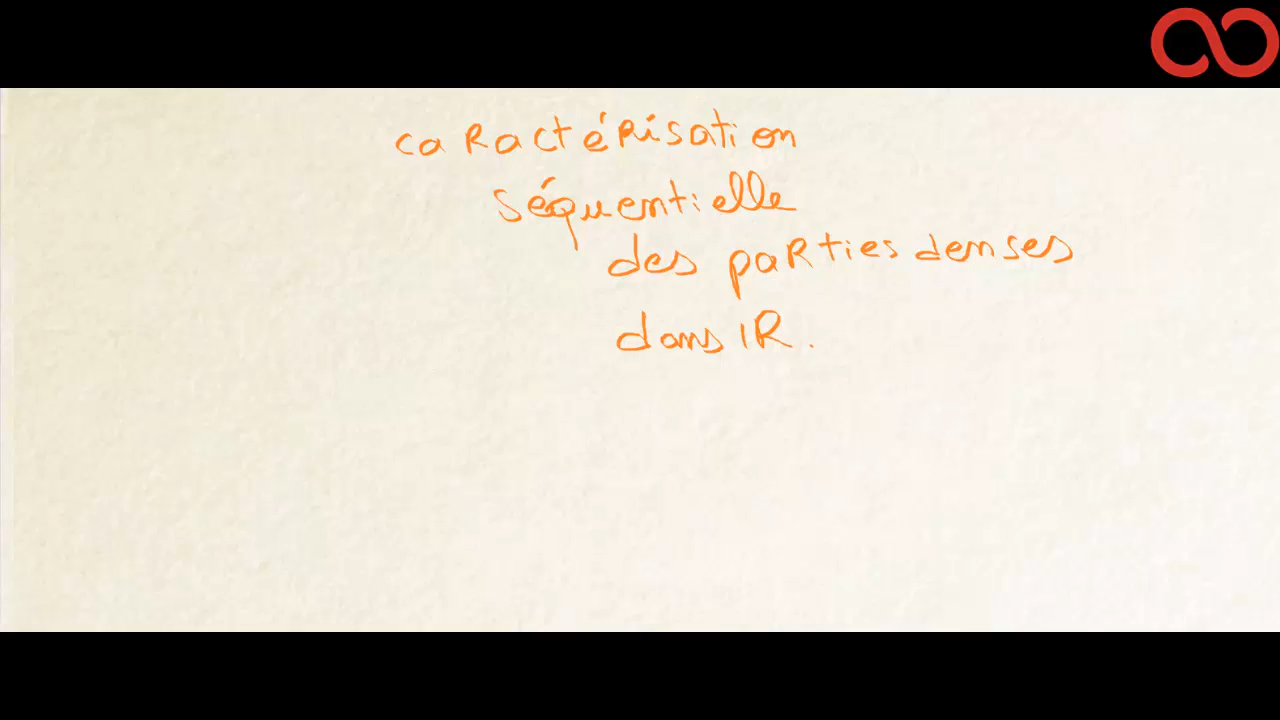 caractérisation
séquentielle
des parties denses
dans IR.